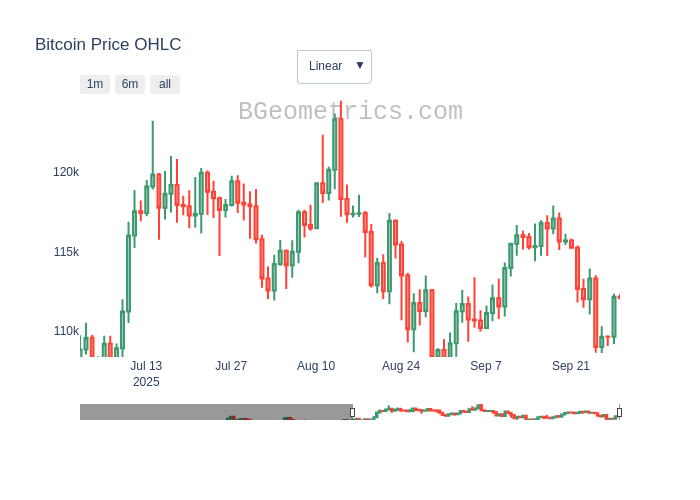 Bitcoin Price OHLC
Linear ▼
1m 6m all
BGeometrics.com
120k
115k
110k
Jul 13 Jul 27 Aug 10 Aug 24 Sep 7 Sep 21
2025